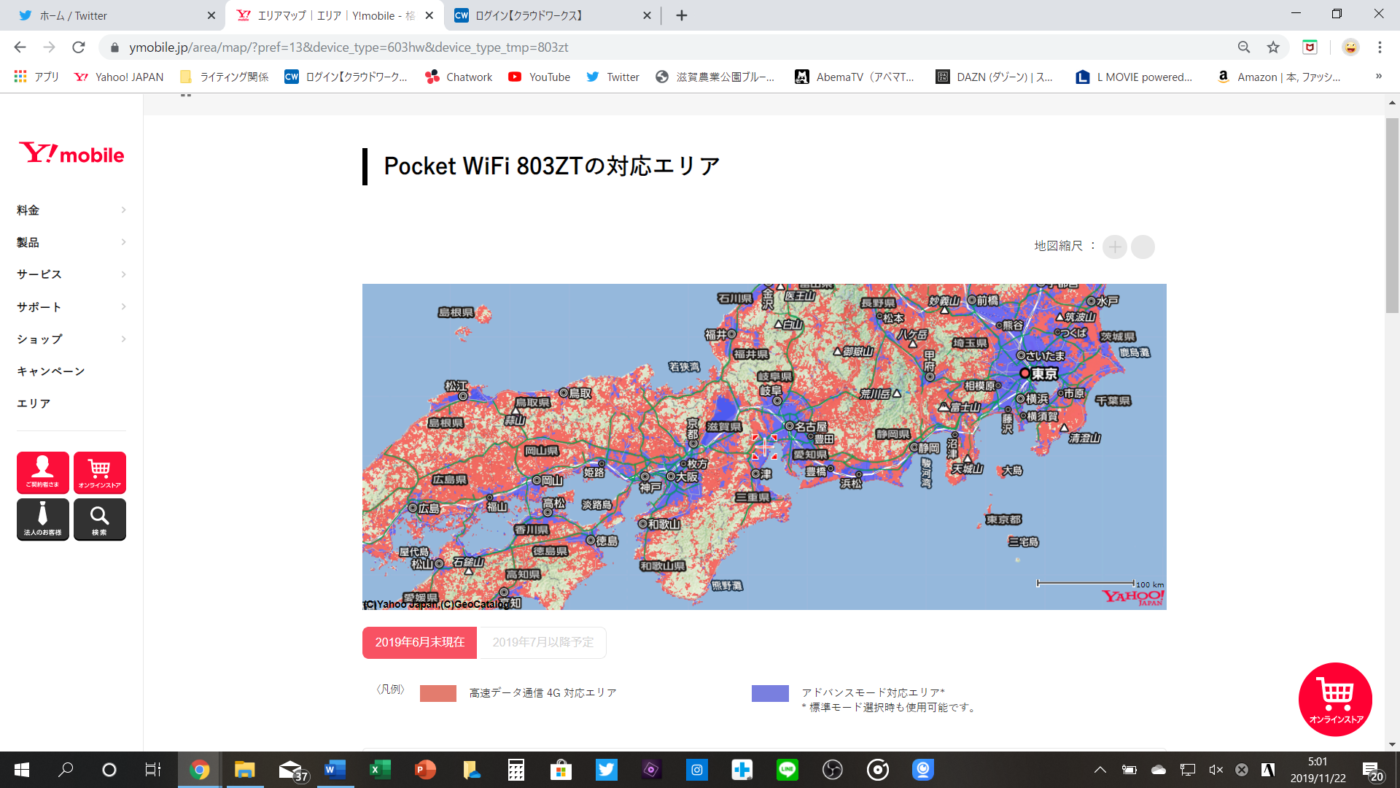 ホーム / Twitter
エリアマップ｜エリア｜Y!mobile - 格
ログイン【クラウドワークス】
ymobile.jp/area/map/?pref=13&device_type=603hw&device_type_tmp=803zt
アプリ
Yahoo! JAPAN
ライティング関係
ログイン【クラウドワーク...
Chatwork
YouTube
Twitter
滋賀農業公園ブルー...
AbemaTV（アベマT...
DAZN (ダゾーン) | ス...
L MOVIE powered...
Amazon | 本, ファッシ...
Y!mobile
料金
製品
サービス
サポート
ショップ
キャンペーン
エリア
ご契約者さま
オンラインストア
法人のお客様
検索
Pocket WiFi 803ZTの対応エリア
地図縮尺 ：
石川県
金沢
医王山
長野県
妙義山
前橋
水戸
島根県
白山
松本
熊谷
筑波山
福井
八ケ岳
つくば
茨城県
福井県
御嶽山
甲府
埼玉県
さいたま
鹿島灘
若狭湾
岐阜県
東京
松江
鳥取
岐阜
荒川岳
相模原
市原
千葉県
鳥取県
蒜山
富士山
横浜
島根県
京都
滋賀県
名古屋
藤沢
横須賀
豊田
静岡県
清澄山
岡山県
愛知県
静岡
沼津
枚方
姫路
津
豊橋
駿河湾
天城山
大島
広島県
岡山
神戸
大阪
浜松
福山
高松
淡路島
三重県
広島
和歌山
東京都
香川県
徳島
三宅島
屋代島
徳島県
松山
石鎚山
和歌山県
高知県
熊野灘
愛媛県
高知
100 km
(C)Yahoo Japan,(C)GeoCatalog
YAHOO!
JAPAN
2019年6月末現在
2019年7月以降予定
〈凡例〉
高速データ通信 4G 対応エリア
アドバンスモード対応エリア*
* 標準モード選択時も使用可能です。
オンラインストア
37
5:01
2019/11/22
20